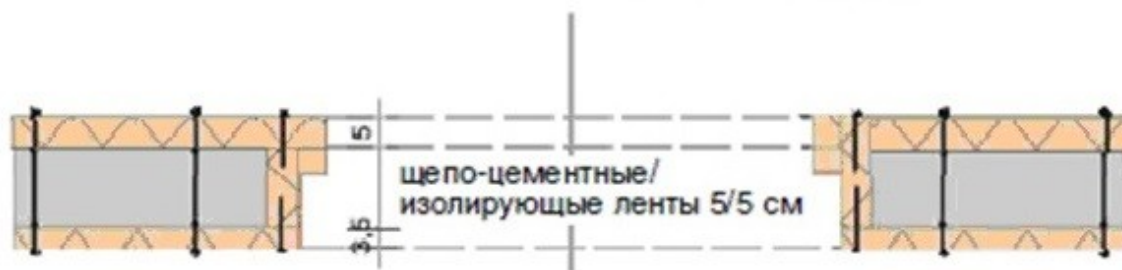 5
щепо-цементные/
изолирующие ленты 5/5 см
3,5